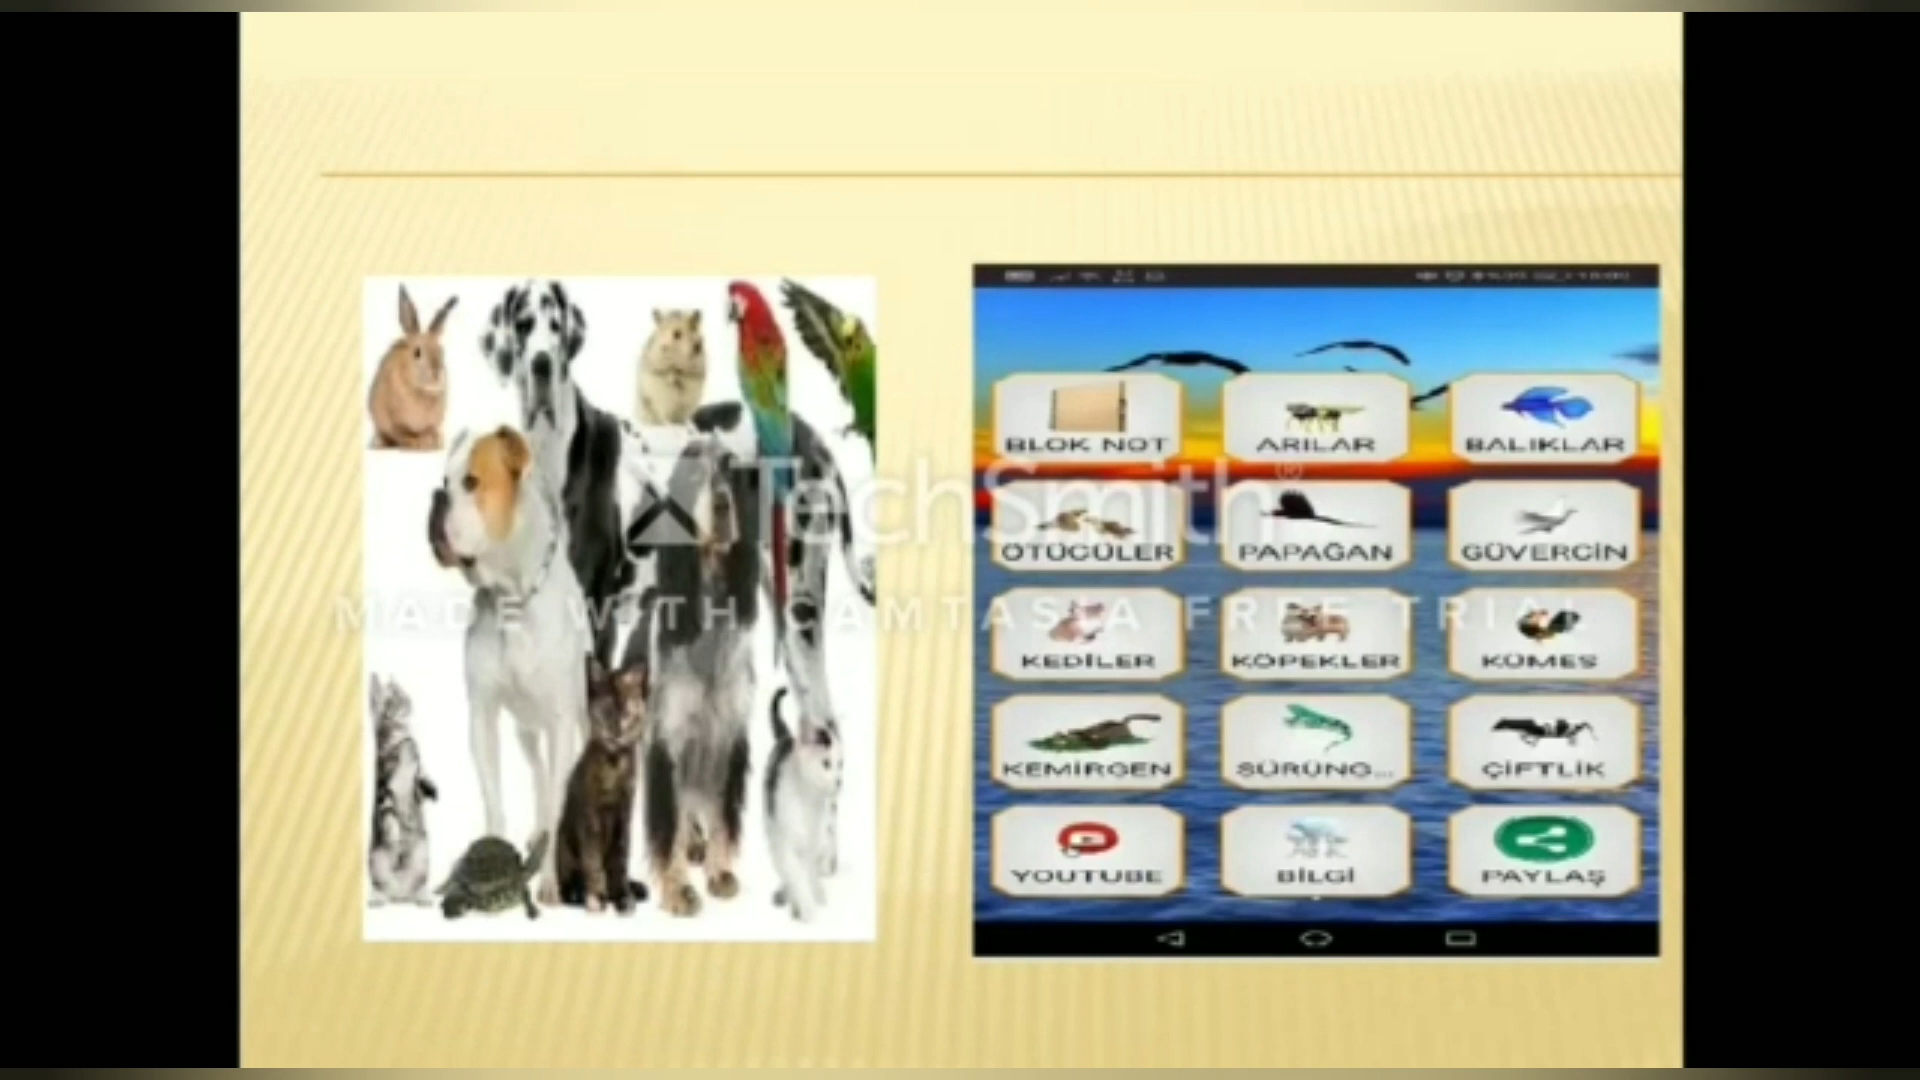 BLOK NOT ARILAR BALIKLAR
TechSmith®
ÖTÜCÜLER PAPAĞAN GÜVERCİN
MADE WITH CAMTASIA FREE TRIAL
KEDİLER KÖPEKLER KÜMES
KEMİRGEN SÜRÜNG... ÇİFTLİK
YOUTUBE BİLGİ PAYLAŞ